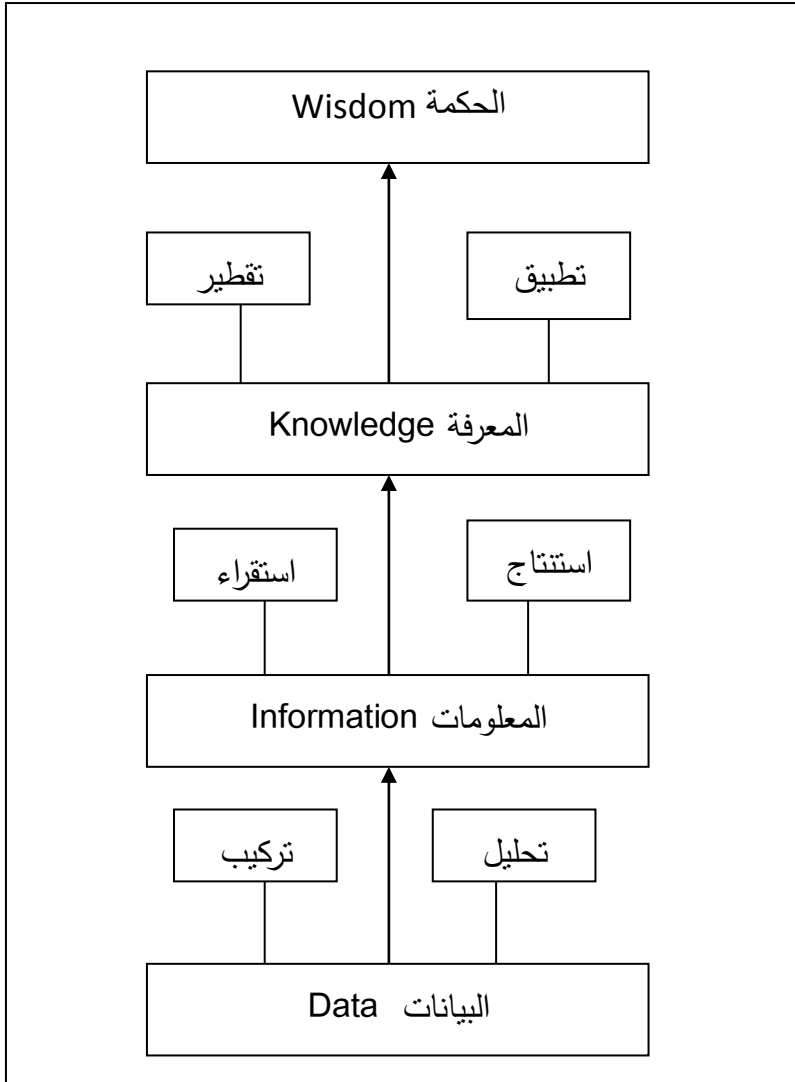 الحكمة Wisdom
تطبيق
تقطير
المعرفة Knowledge
استنتاج
استقراء
المعلومات Information
تحليل
تركيب
البيانات Data